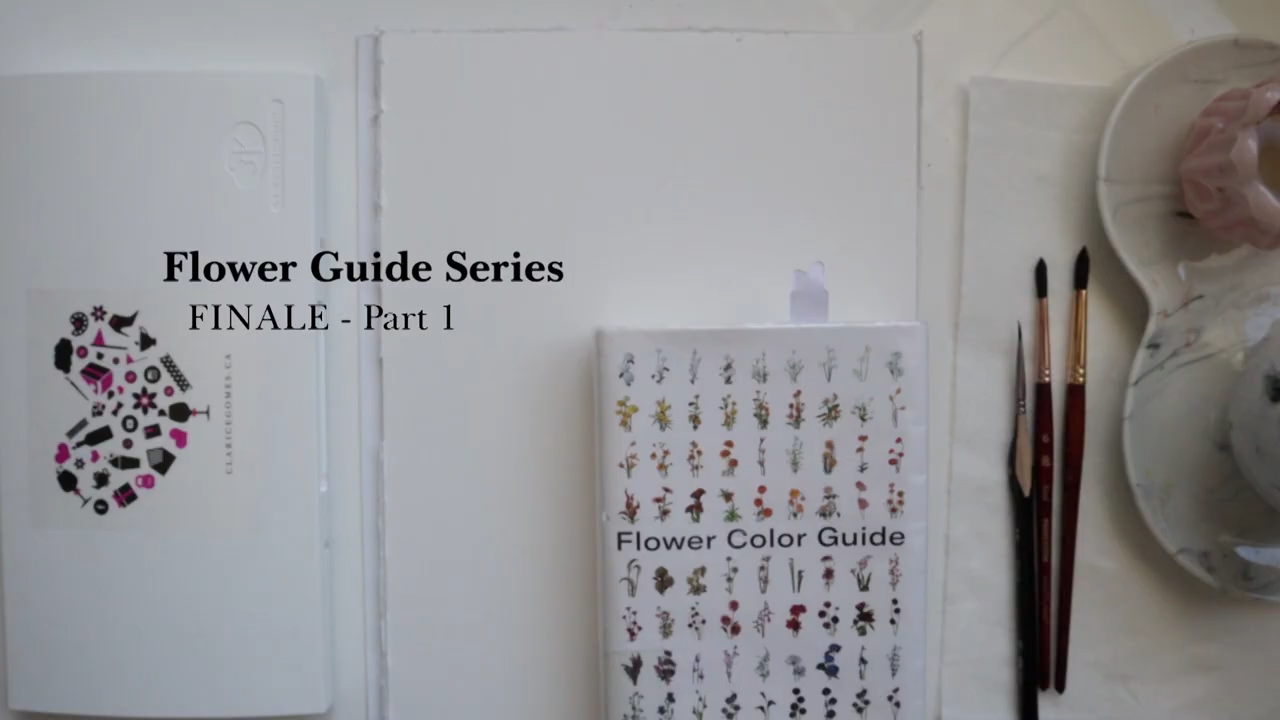 Flower Guide Series
FINALE - Part 1
CLARICEGOMES.CA
Flower Color Guide